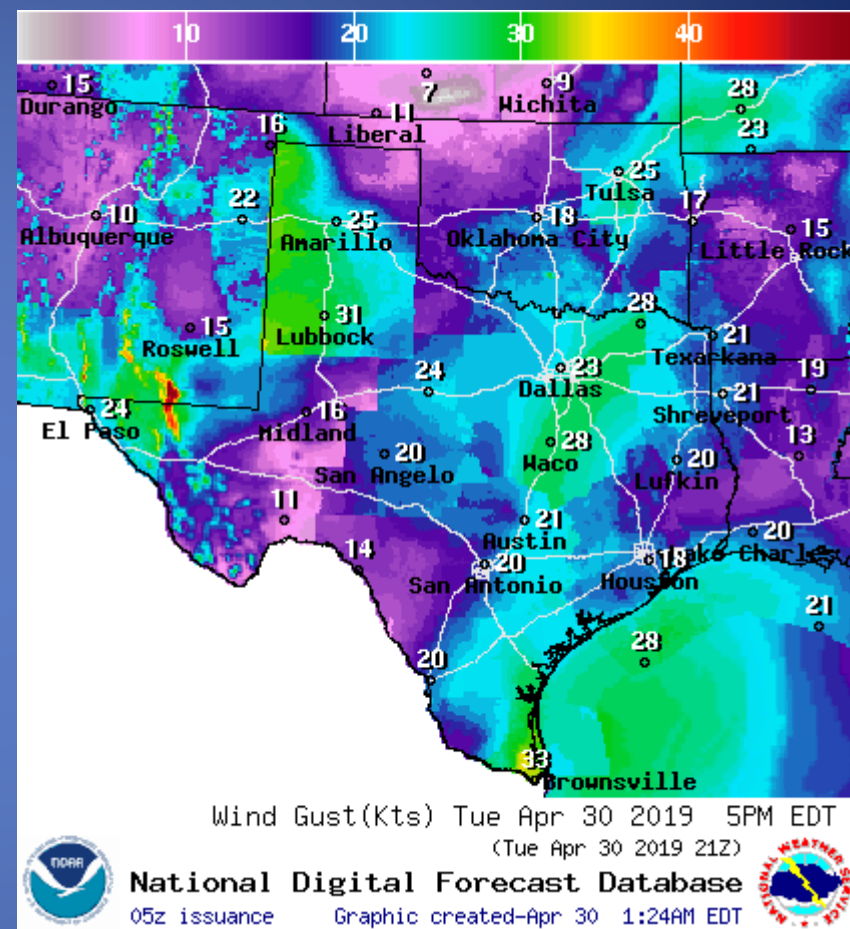 10 20 30 40
15
Durango
7
9
Wichita
28
11
Liberal
16
23
25
Tulsa
10
Albuquerque
22
25
Amarillo
18
Oklahoma City
17
15
Little Rock
15
Roswell
31
Lubbock
28
21
Texarkana
24
El Paso
16
Midland
24
23
Dallas
21
Shreveport
19
20
San Angelo
28
Waco
20
Lufkin
13
11
21
Austin
20
Lake Charles
14
20
San Antonio
18
Houston
21
20
28
33
Brownsville
Wind Gust(Kts) Tue Apr 30 2019 5PM EDT
(Tue Apr 30 2019 21Z)
National Digital Forecast Database
05z issuance Graphic created-Apr 30 1:24AM EDT
NOAA
NATIONAL WEATHER SERVICE